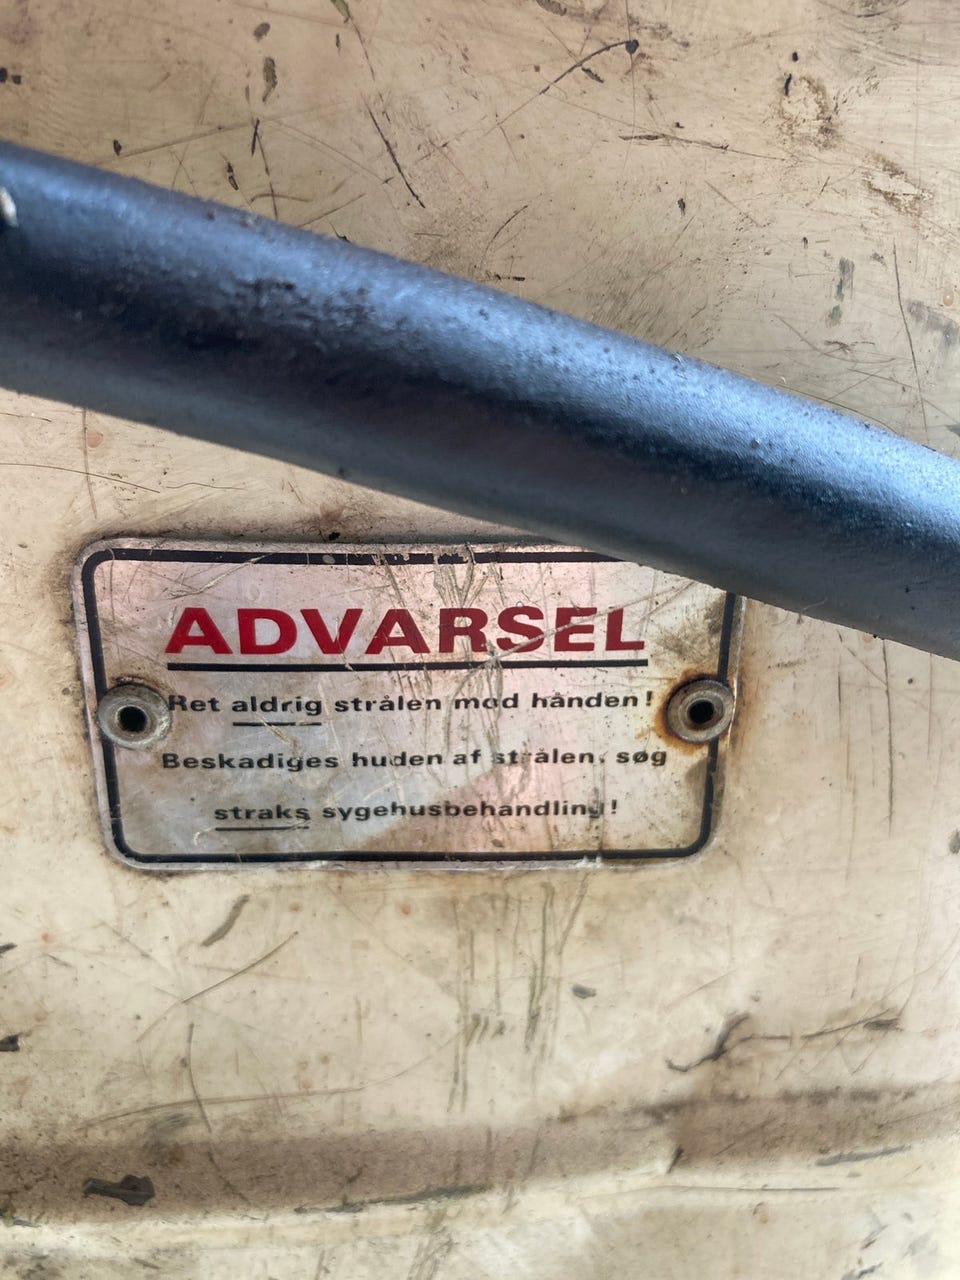 ADVARSEL
Ret aldrig strålen mod hånden!
Beskadiges huden af strålen, søg
straks sygehusbehandling!